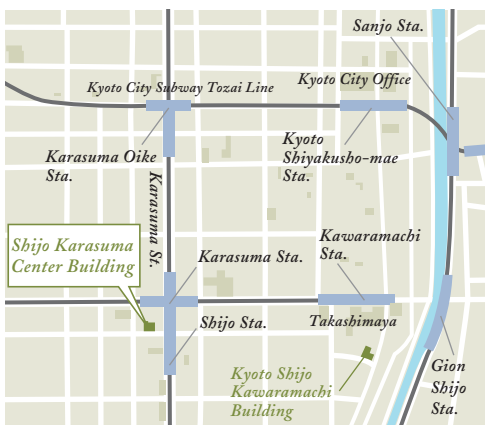 Sanjo Sta.
Kyoto City Subway Tozai Line
Kyoto City Office
Karasuma Oike
Sta.
Kyoto
Shiyakusho-mae
Sta.
Karasuma St.
Shijo Karasuma
Center Building
Karasuma Sta.
Kawaramachi
Sta.
Shijo Sta.
Takashimaya
Kyoto Shijo
Kawaramachi
Building
Gion
Shijo
Sta.